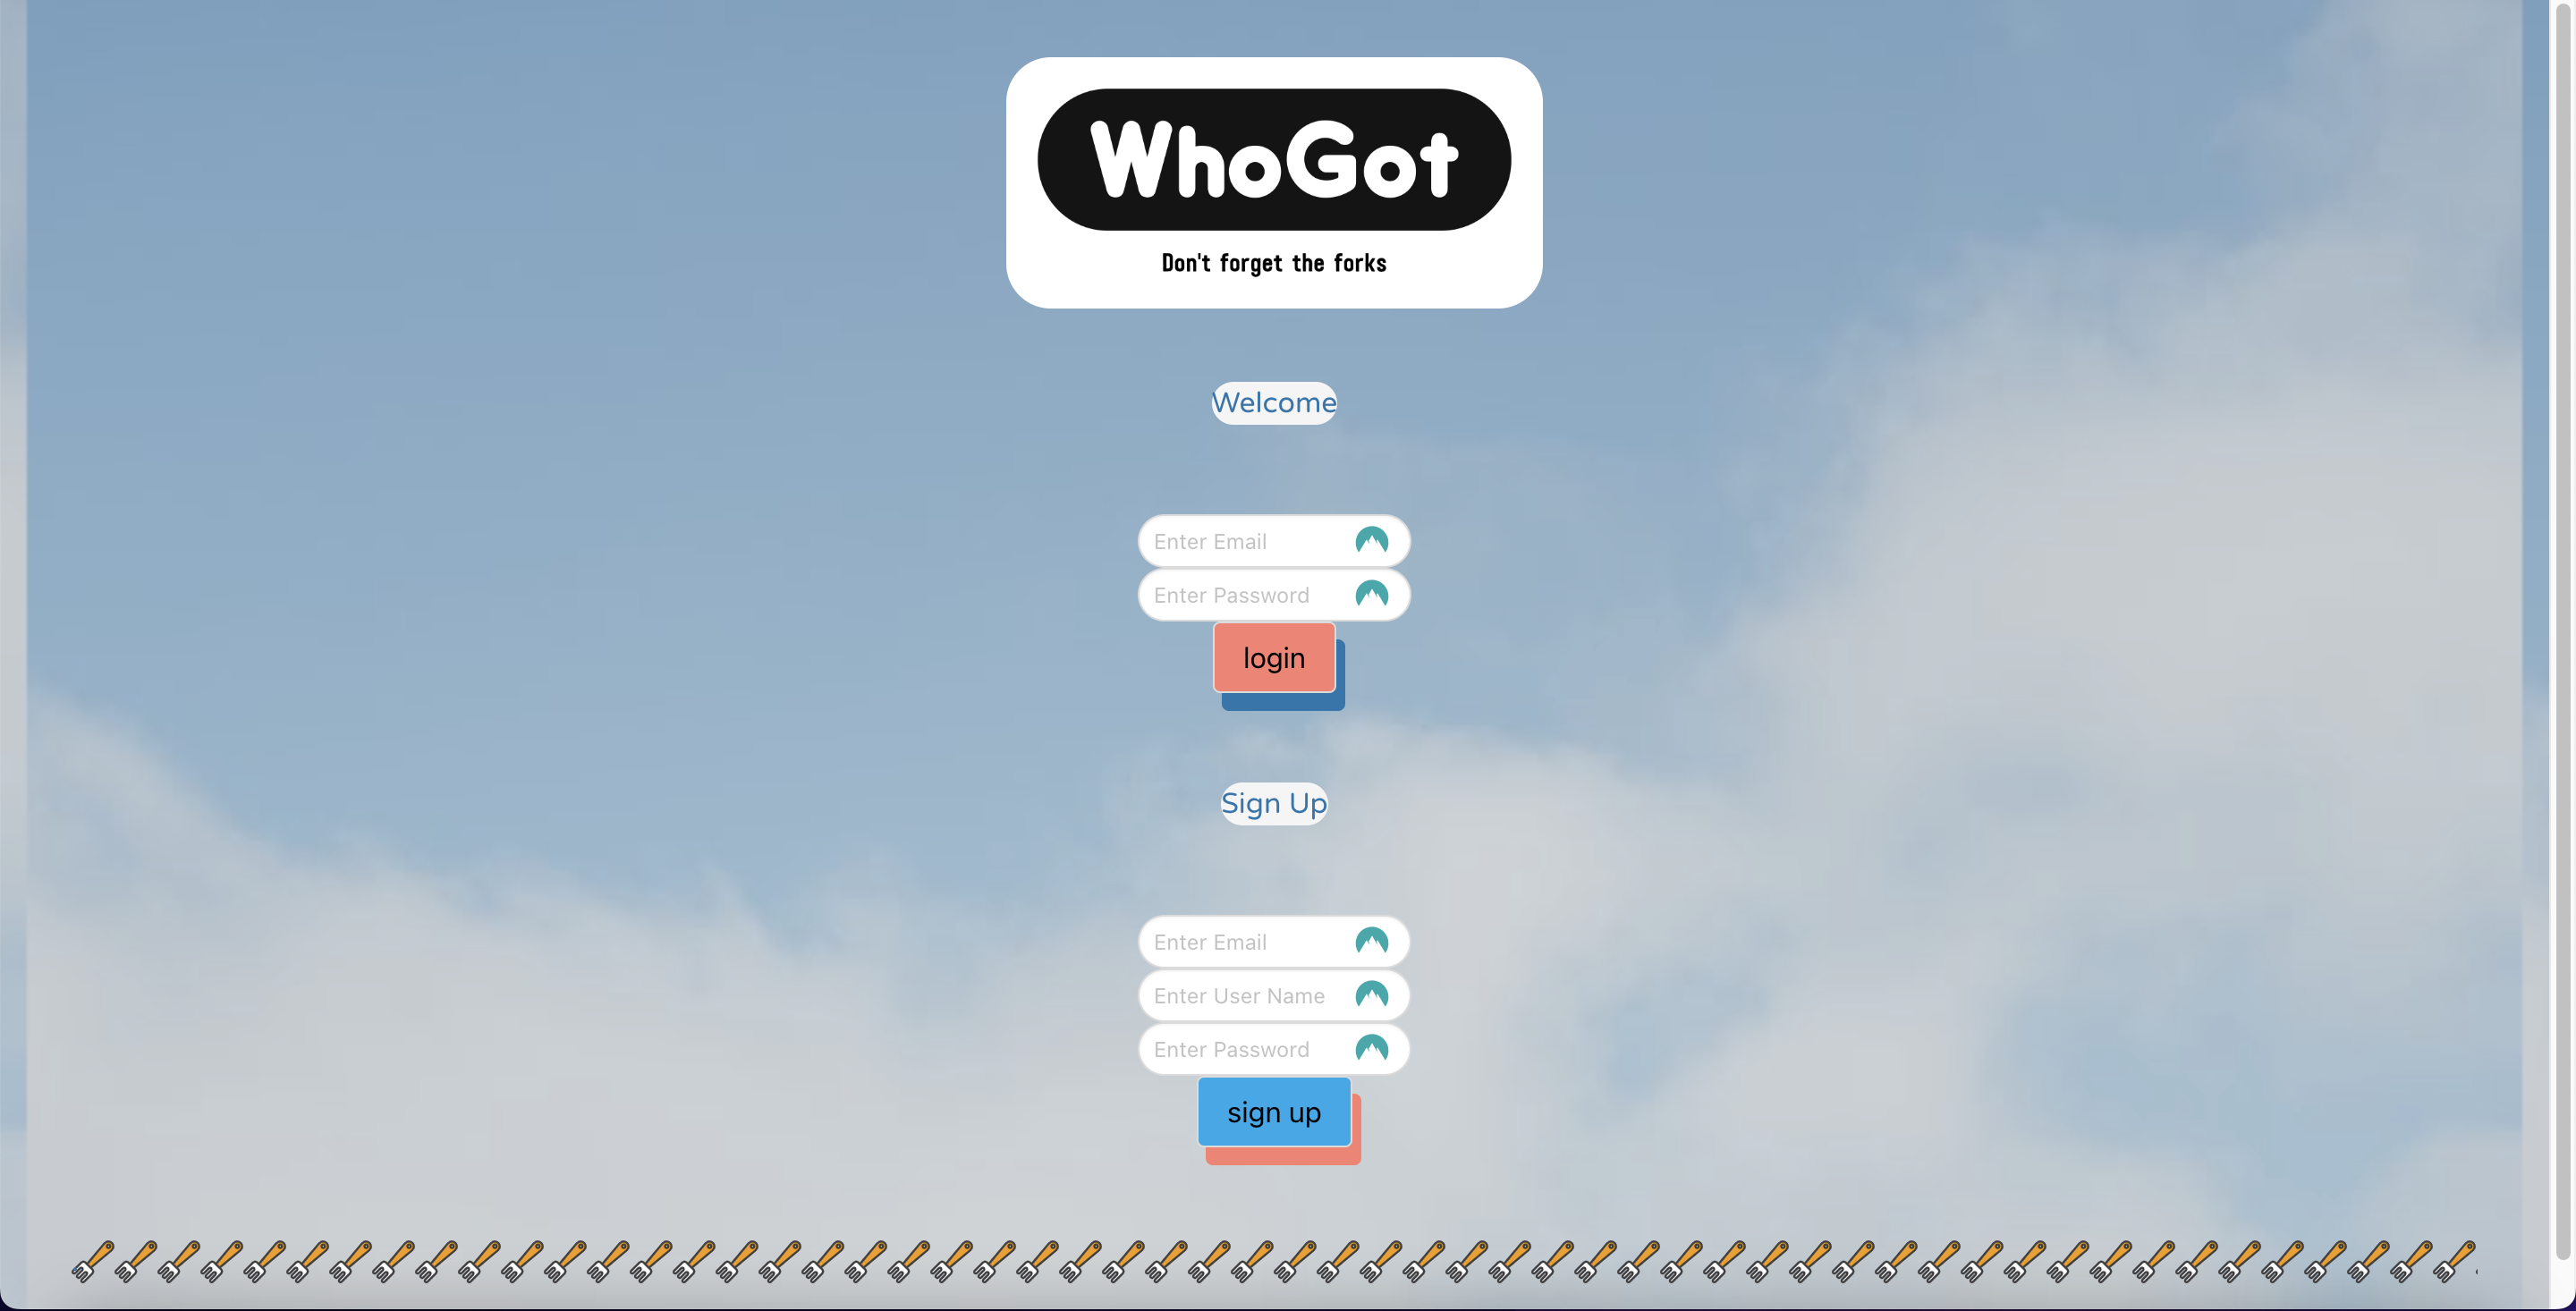 WhoGot
Don't forget the forks
Welcome
Enter Email
Enter Password
login
Sign Up
Enter Email
Enter User Name
Enter Password
sign up